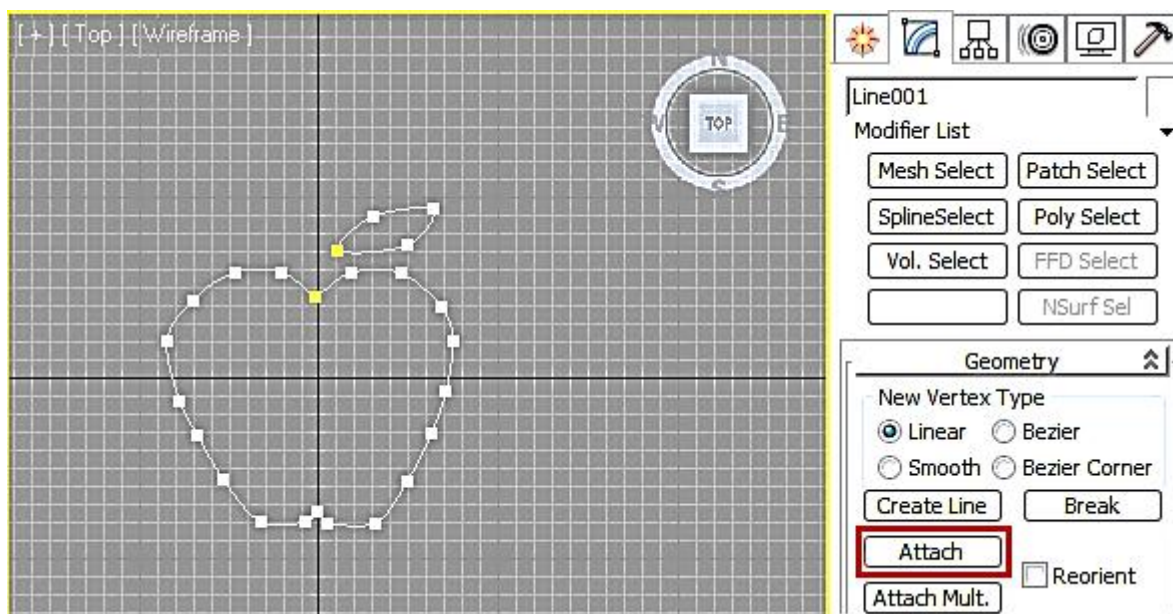 [ + ] [ Top ] [ Wireframe ]
N
W
TOP
E
S
Line001
Modifier List
Mesh Select
Patch Select
SplineSelect
Poly Select
Vol. Select
FFD Select
NSurf Sel
Geometry
New Vertex Type
Linear
Bezier
Smooth
Bezier Corner
Create Line
Break
Attach
Reorient
Attach Mult.